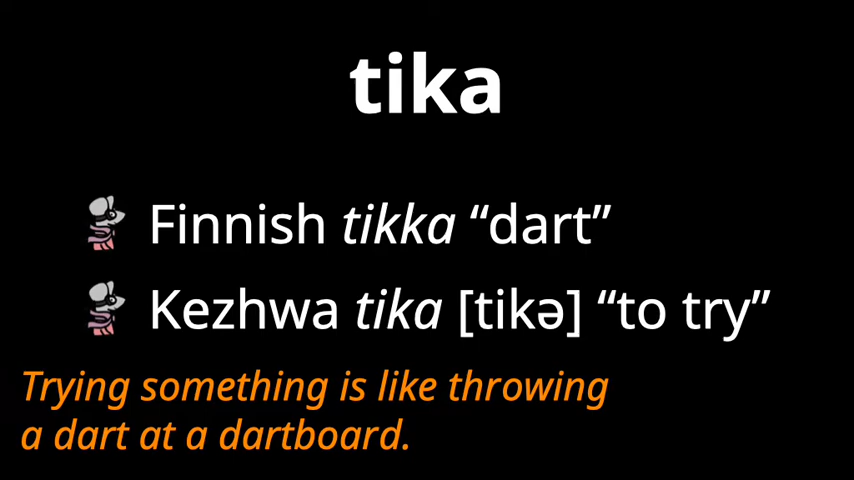 tika
Finnish tikka “dart”
Kezhwa tika [tikə] “to try”
Trying something is like throwing
a dart at a dartboard.